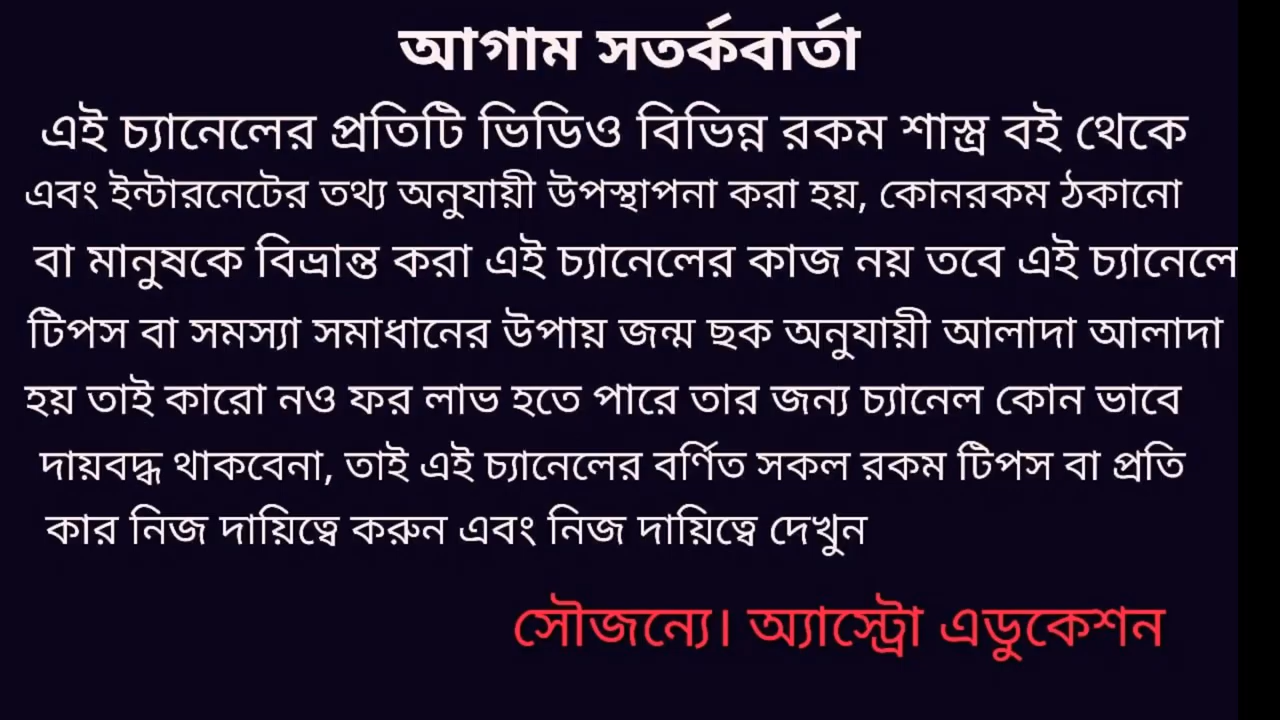 আগাম সতর্কবার্তা
এই চ্যানেলের প্রতিটি ভিডিও বিভিন্ন রকম শাস্ত্র বই থেকে
এবং ইন্টারনেটের তথ্য অনুযায়ী উপস্থাপনা করা হয়, কোনরকম ঠকানো
বা মানুষকে বিভ্রান্ত করা এই চ্যানেলের কাজ নয় তবে এই চ্যানেলে
টিপস বা সমস্যা সমাধানের উপায় জন্ম ছক অনুযায়ী আলাদা আলাদা
হয় তাই কারো নও ফর লাভ হতে পারে তার জন্য চ্যানেল কোন ভাবে
দায়বদ্ধ থাকবেনা, তাই এই চ্যানেলের বর্ণিত সকল রকম টিপস বা প্রতি
কার নিজ দায়িত্বে করুন এবং নিজ দায়িত্বে দেখুন
সৌজন্যে। অ্যাস্ট্রো এডুকেশন